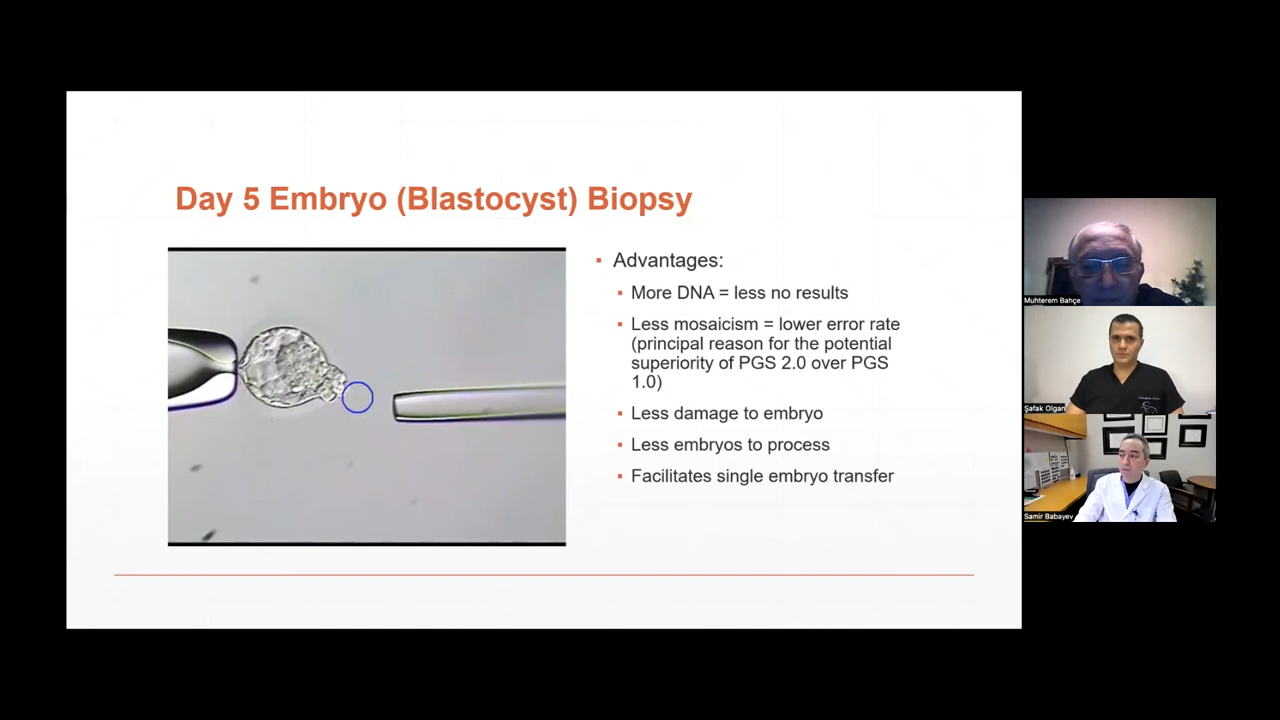 Day 5 Embryo (Blastocyst) Biopsy
Advantages:
More DNA = less no results
Less mosaicism = lower error rate
(principal reason for the potential
superiority of PGS 2.0 over PGS
1.0)
Less damage to embryo
Less embryos to process
Facilitates single embryo transfer
Muhterem Bahçe
Şafak Olgan
Samir Babayev